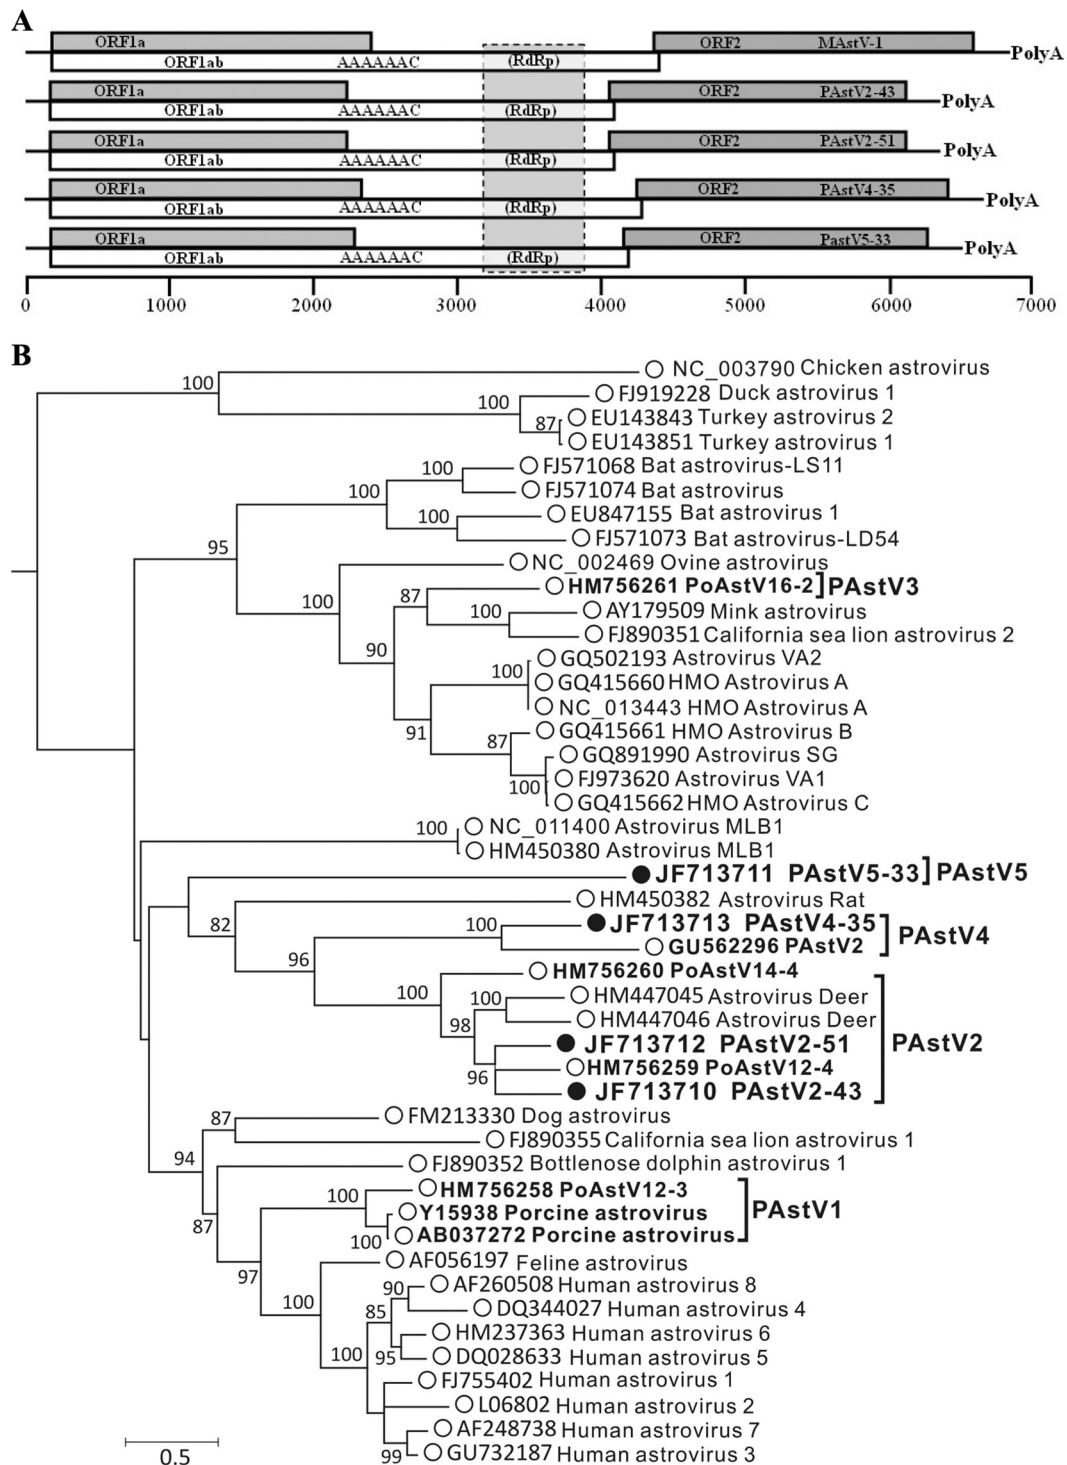 A
ORF1a ORF2 MAstV-1
ORF1ab AAAAAAC (RdRp) PolyA
ORF1a ORF2 PAstV2-43
ORF1ab AAAAAAC (RdRp) PolyA
ORF1a ORF2 PAstV2-51
ORF1ab AAAAAAC (RdRp) PolyA
ORF1a ORF2 PAstV4-35
ORF1ab AAAAAAC (RdRp) PolyA
ORF1a ORF2 PastV5-33
ORF1ab AAAAAAC (RdRp) PolyA
0 1000 2000 3000 4000 5000 6000 7000
B
NC_003790 Chicken astrovirus
100
FJ919228 Duck astrovirus 1
100
EU143843 Turkey astrovirus 2
87
EU143851 Turkey astrovirus 1
FJ571068 Bat astrovirus-LS11
100
FJ571074 Bat astrovirus
100
EU847155 Bat astrovirus 1
100
FJ571073 Bat astrovirus-LD54
95
NC_002469 Ovine astrovirus
HM756261 PoAstV16-2 PAstV3
87
100
AY179509 Mink astrovirus
100
FJ890351 California sea lion astrovirus 2
90
GQ502193 Astrovirus VA2
100
GQ415660 HMO Astrovirus A
NC_013443 HMO Astrovirus A
91
GQ415661 HMO Astrovirus B
87
GQ891990 Astrovirus SG
FJ973620 Astrovirus VA1
100
GQ415662 HMO Astrovirus C
100
NC_011400 Astrovirus MLB1
HM450380 Astrovirus MLB1
JF713711 PAstV5-33 PAstV5
HM450382 Astrovirus Rat
82
JF713713 PAstV4-35
100
PAstV4
GU562296 PAstV2
96
HM756260 PoAstV14-4
100
HM447045 Astrovirus Deer
100
HM447046 Astrovirus Deer
98
JF713712 PAstV2-51
PAstV2
HM756259 PoAstV12-4
96
JF713710 PAstV2-43
FM213330 Dog astrovirus
87
FJ890355 California sea lion astrovirus 1
94
FJ890352 Bottlenose dolphin astrovirus 1
HM756258 PoAstV12-3
100
Y15938 Porcine astrovirus
PAstV1
87
AB037272 Porcine astrovirus
100
AF056197 Feline astrovirus
97
AF260508 Human astrovirus 8
90
100
DQ344027 Human astrovirus 4
85
HM237363 Human astrovirus 6
100
95
DQ028633 Human astrovirus 5
FJ755402 Human astrovirus 1
L06802 Human astrovirus 2
AF248738 Human astrovirus 7
99
GU732187 Human astrovirus 3
0.5